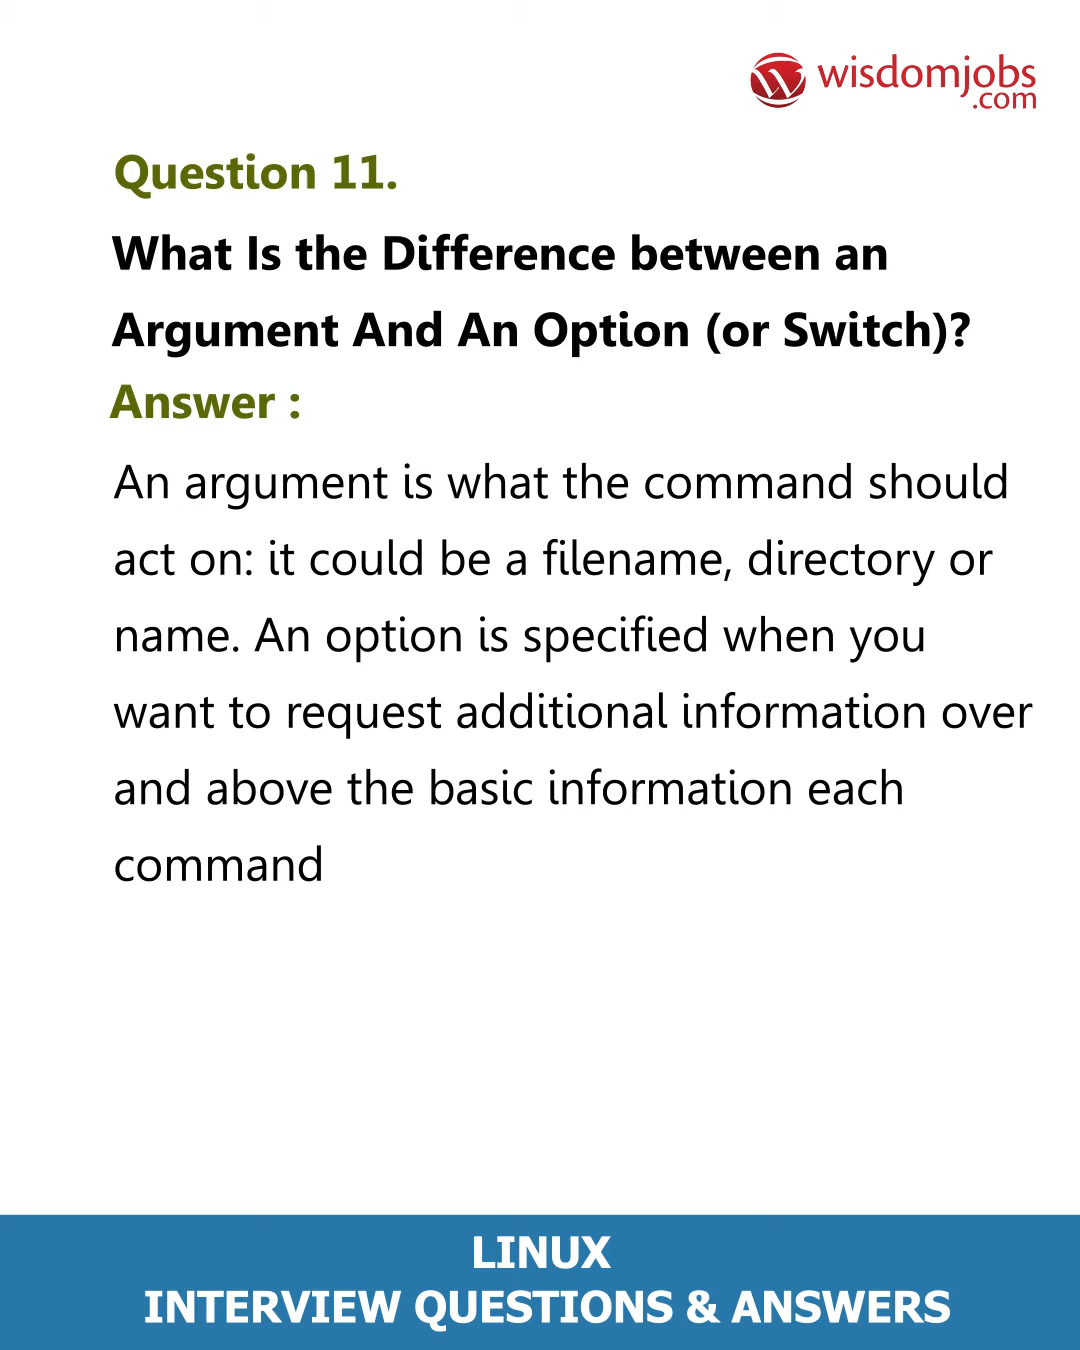 wisdomjobs
.com
Question 11.
What Is the Difference between an
Argument And An Option (or Switch)?
Answer :
An argument is what the command should
act on: it could be a filename, directory or
name. An option is specified when you
want to request additional information over
and above the basic information each
command
LINUX
INTERVIEW QUESTIONS & ANSWERS